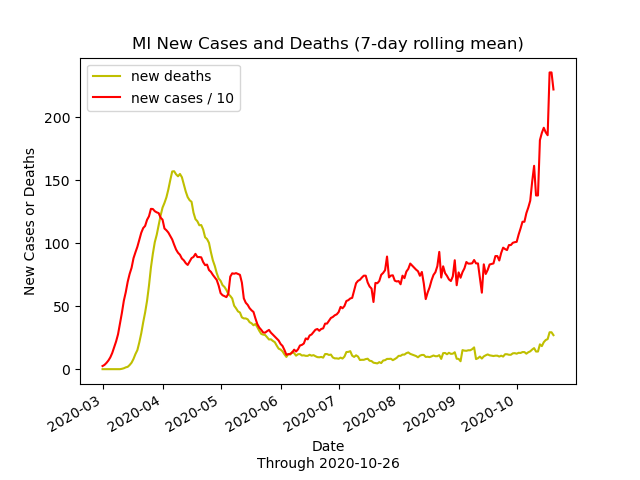 MI New Cases and Deaths (7-day rolling mean)
new deaths
new cases / 10
New Cases or Deaths
200
150
100
50
0
2020-03
2020-04
2020-05
2020-06
2020-07
2020-08
2020-09
2020-10
Date
Through 2020-10-26